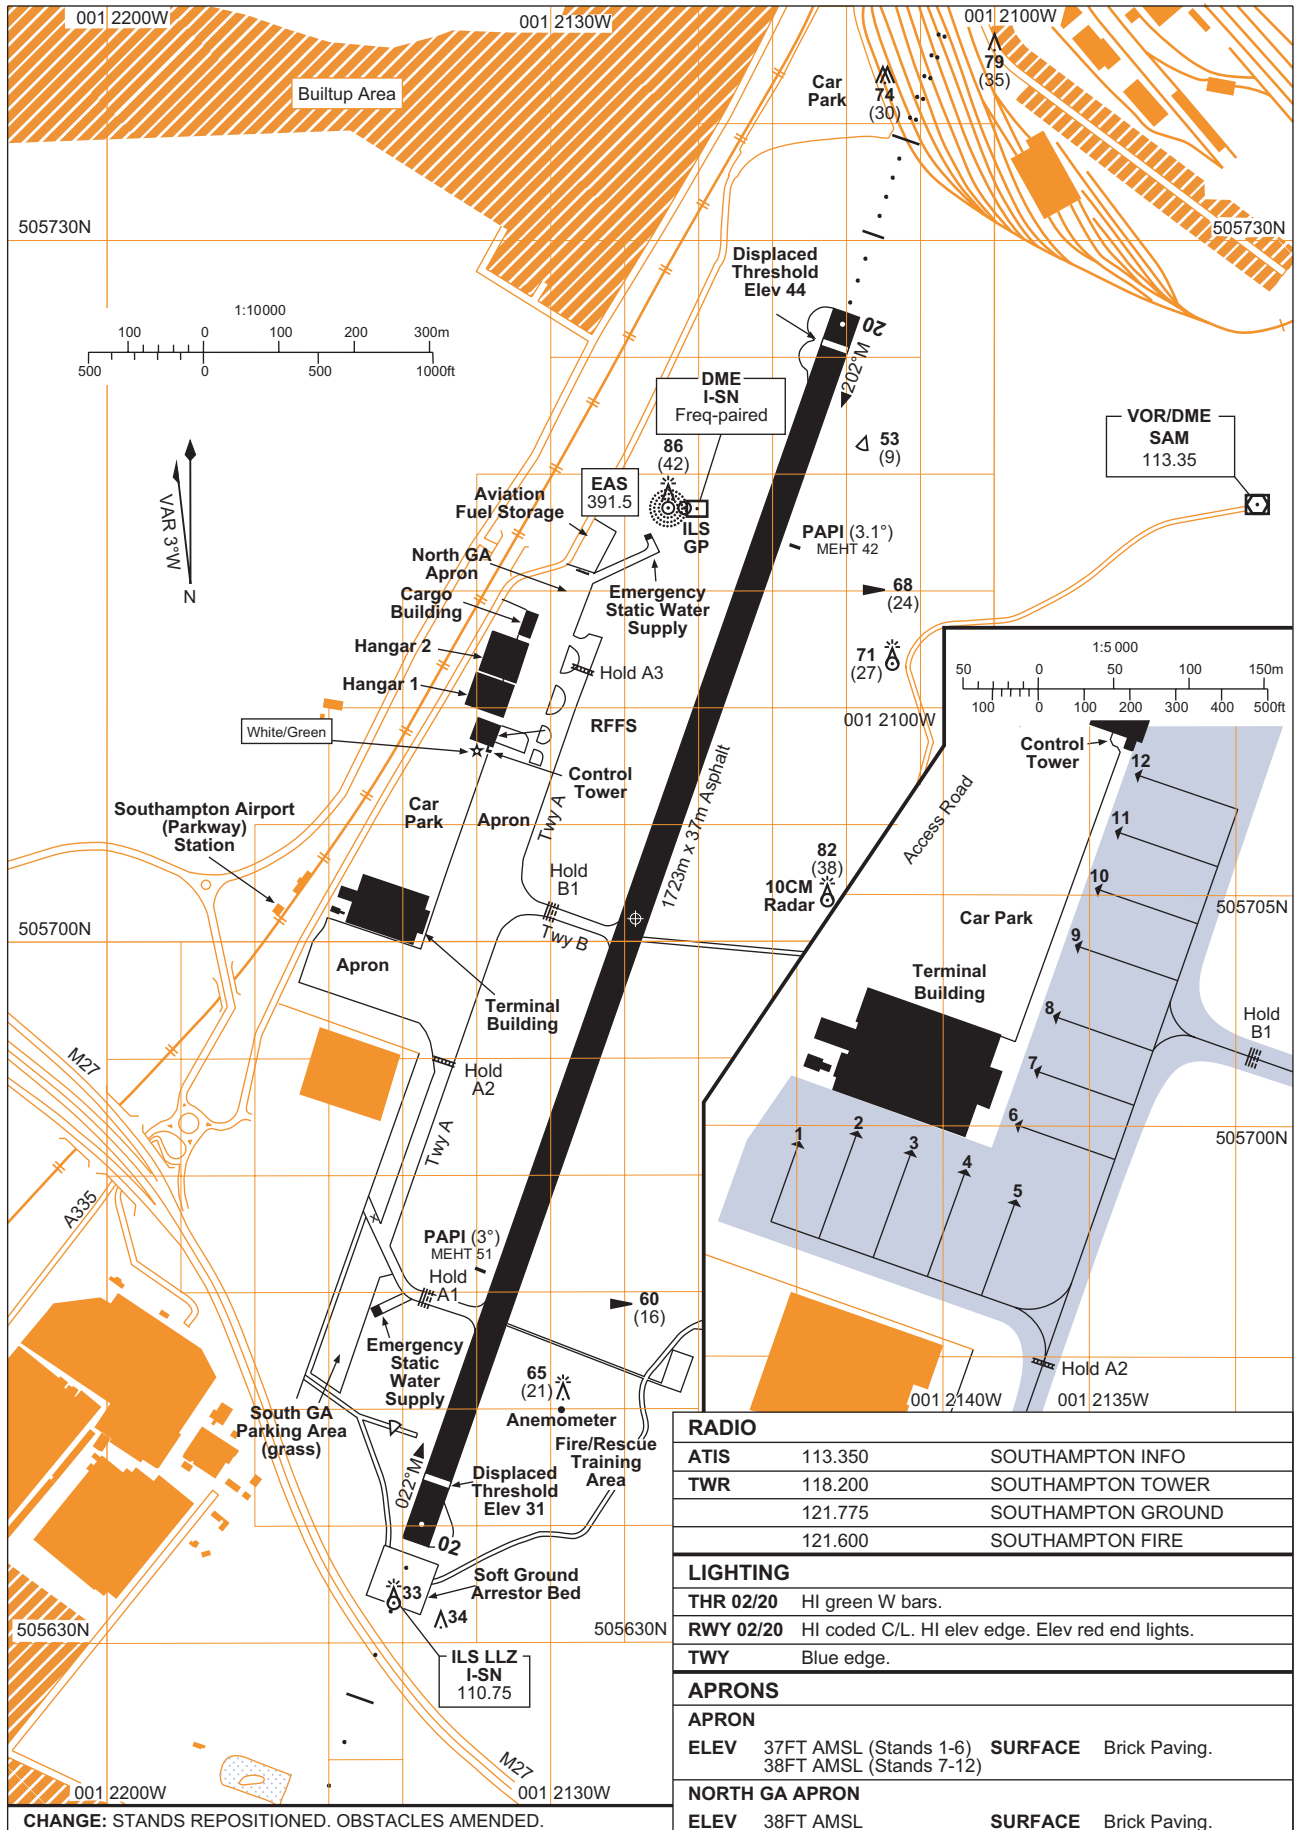 001 2200W
001 2130W
001 2100W
79
(35)
74
(30)
Car
Park
Builtup Area
505730N
505730N
Displaced
Threshold
Elev 44
1:10000
100 0 100 200 300m
500 0 500 1000ft
20
202°M
DME
I-SN
Freq-paired
VOR/DME
SAM
113.35
53
(9)
86
(42)
EAS
391.5
Aviation
Fuel Storage
ILS
GP
VAR 3°W
N
PAPI (3.1°)
MEHT 42
North GA
Apron
Cargo
Building
Emergency
Static Water
Supply
68
(24)
Hangar 2
Hold A3
71
(27)
Hangar 1
001 2100W
White/Green
RFFS
Control
Tower
1723m x 37m Asphalt
Southampton Airport
(Parkway)
Station
Car
Park
Apron
Twy A
82
(38)
10CM
Radar
Hold
B1
Twy B
505700N
Apron
Terminal
Building
M27
Hold
A2
Twy A
A335
x
PAPI (3°)
MEHT 51
Hold
A1
60
(16)
Emergency
Static
Water
Supply
65
(21)
Anemometer
South GA
Parking Area
(grass)
Fire/Rescue
Training
Area
022°M
Displaced
Threshold
Elev 31
02
Soft Ground
Arrestor Bed
33
34
505630N
505630N
ILS LLZ
I-SN
110.75
M27
001 2200W
001 2130W
1:5 000
50 0 50 100 150m
100 0 100 200 300 400 500ft
Control
Tower
12
Access Road
11
10
505705N
Car Park
9
Terminal
Building
8
Hold
B1
7
6
505700N
1
2
3
4
5
Hold A2
001 2140W
001 2135W
RADIO
ATIS 113.350 SOUTHAMPTON INFO
TWR 118.200 SOUTHAMPTON TOWER
121.775 SOUTHAMPTON GROUND
121.600 SOUTHAMPTON FIRE
LIGHTING
THR 02/20 HI green W bars.
RWY 02/20 HI coded C/L. HI elev edge. Elev red end lights.
TWY Blue edge.
APRONS
APRON
ELEV 37FT AMSL (Stands 1-6) SURFACE Brick Paving.
38FT AMSL (Stands 7-12)
NORTH GA APRON
ELEV 38FT AMSL SURFACE Brick Paving.
CHANGE: STANDS REPOSITIONED. OBSTACLES AMENDED.